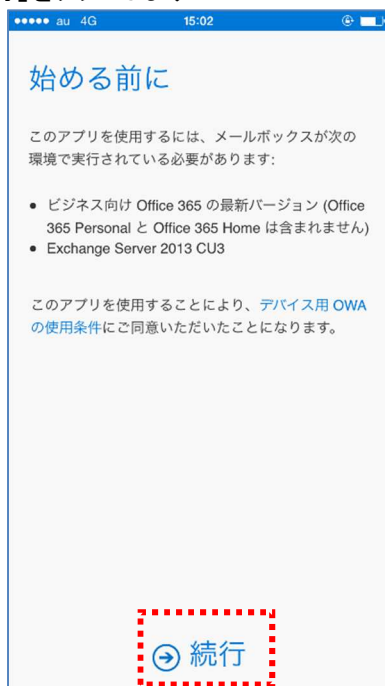 au 4G 15:02
始める前に
このアプリを使用するには、メールボックスが次の
環境で実行されている必要があります:
• ビジネス向け Office 365 の最新バージョン (Office
365 Personal と Office 365 Home は含まれません)
• Exchange Server 2013 CU3
このアプリを使用することにより、デバイス用 OWA
の使用条件にご同意いただいたことになります。
続行